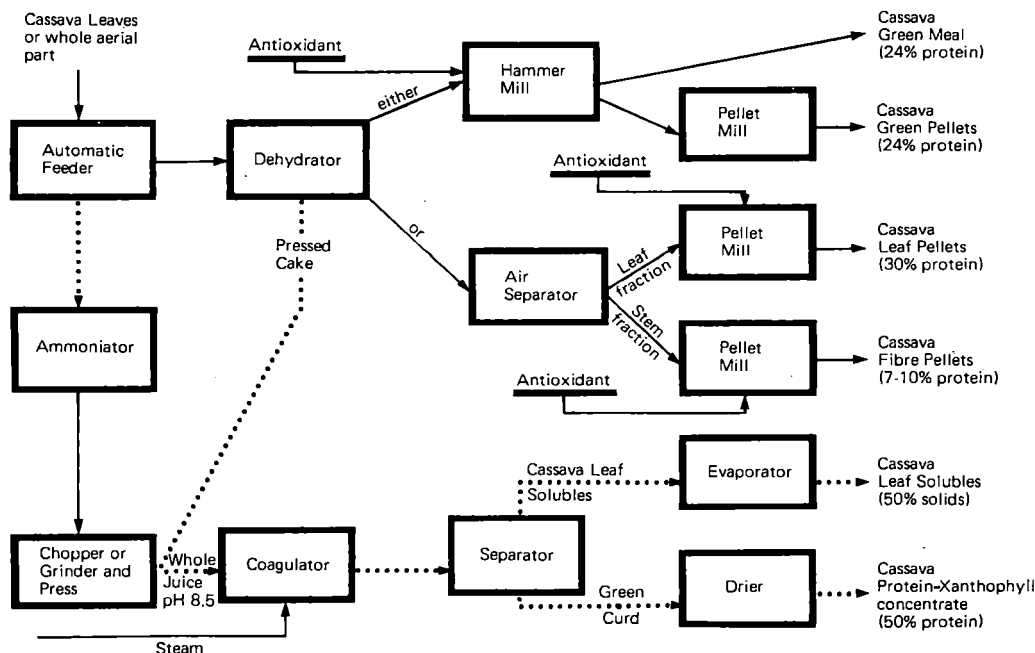 Cassava Leaves
or whole aerial
part
Antioxidant
Hammer
Mill
Cassava
Green Meal
(24% protein)
either
Automatic
Feeder
Dehydrator
Pellet
Mill
Cassava
Green Pellets
(24% protein)
Antioxidant
or
Pressed
Cake
Air
Separator
Leaf
fraction
Stem
fraction
Pellet
Mill
Cassava
Leaf Pellets
(30% protein)
Ammoniator
Pellet
Mill
Cassava
Fibre Pellets
(7-10% protein)
Antioxidant
Cassava Leaf
Solubles
Evaporator
Cassava
Leaf Solubles
(50% solids)
Chopper or
Grinder and
Press
Whole
Juice
pH 8.5
Coagulator
Separator
Green
Curd
Drier
Cassava
Protein-Xanthophyll
concentrate
(50% protein)
Steam